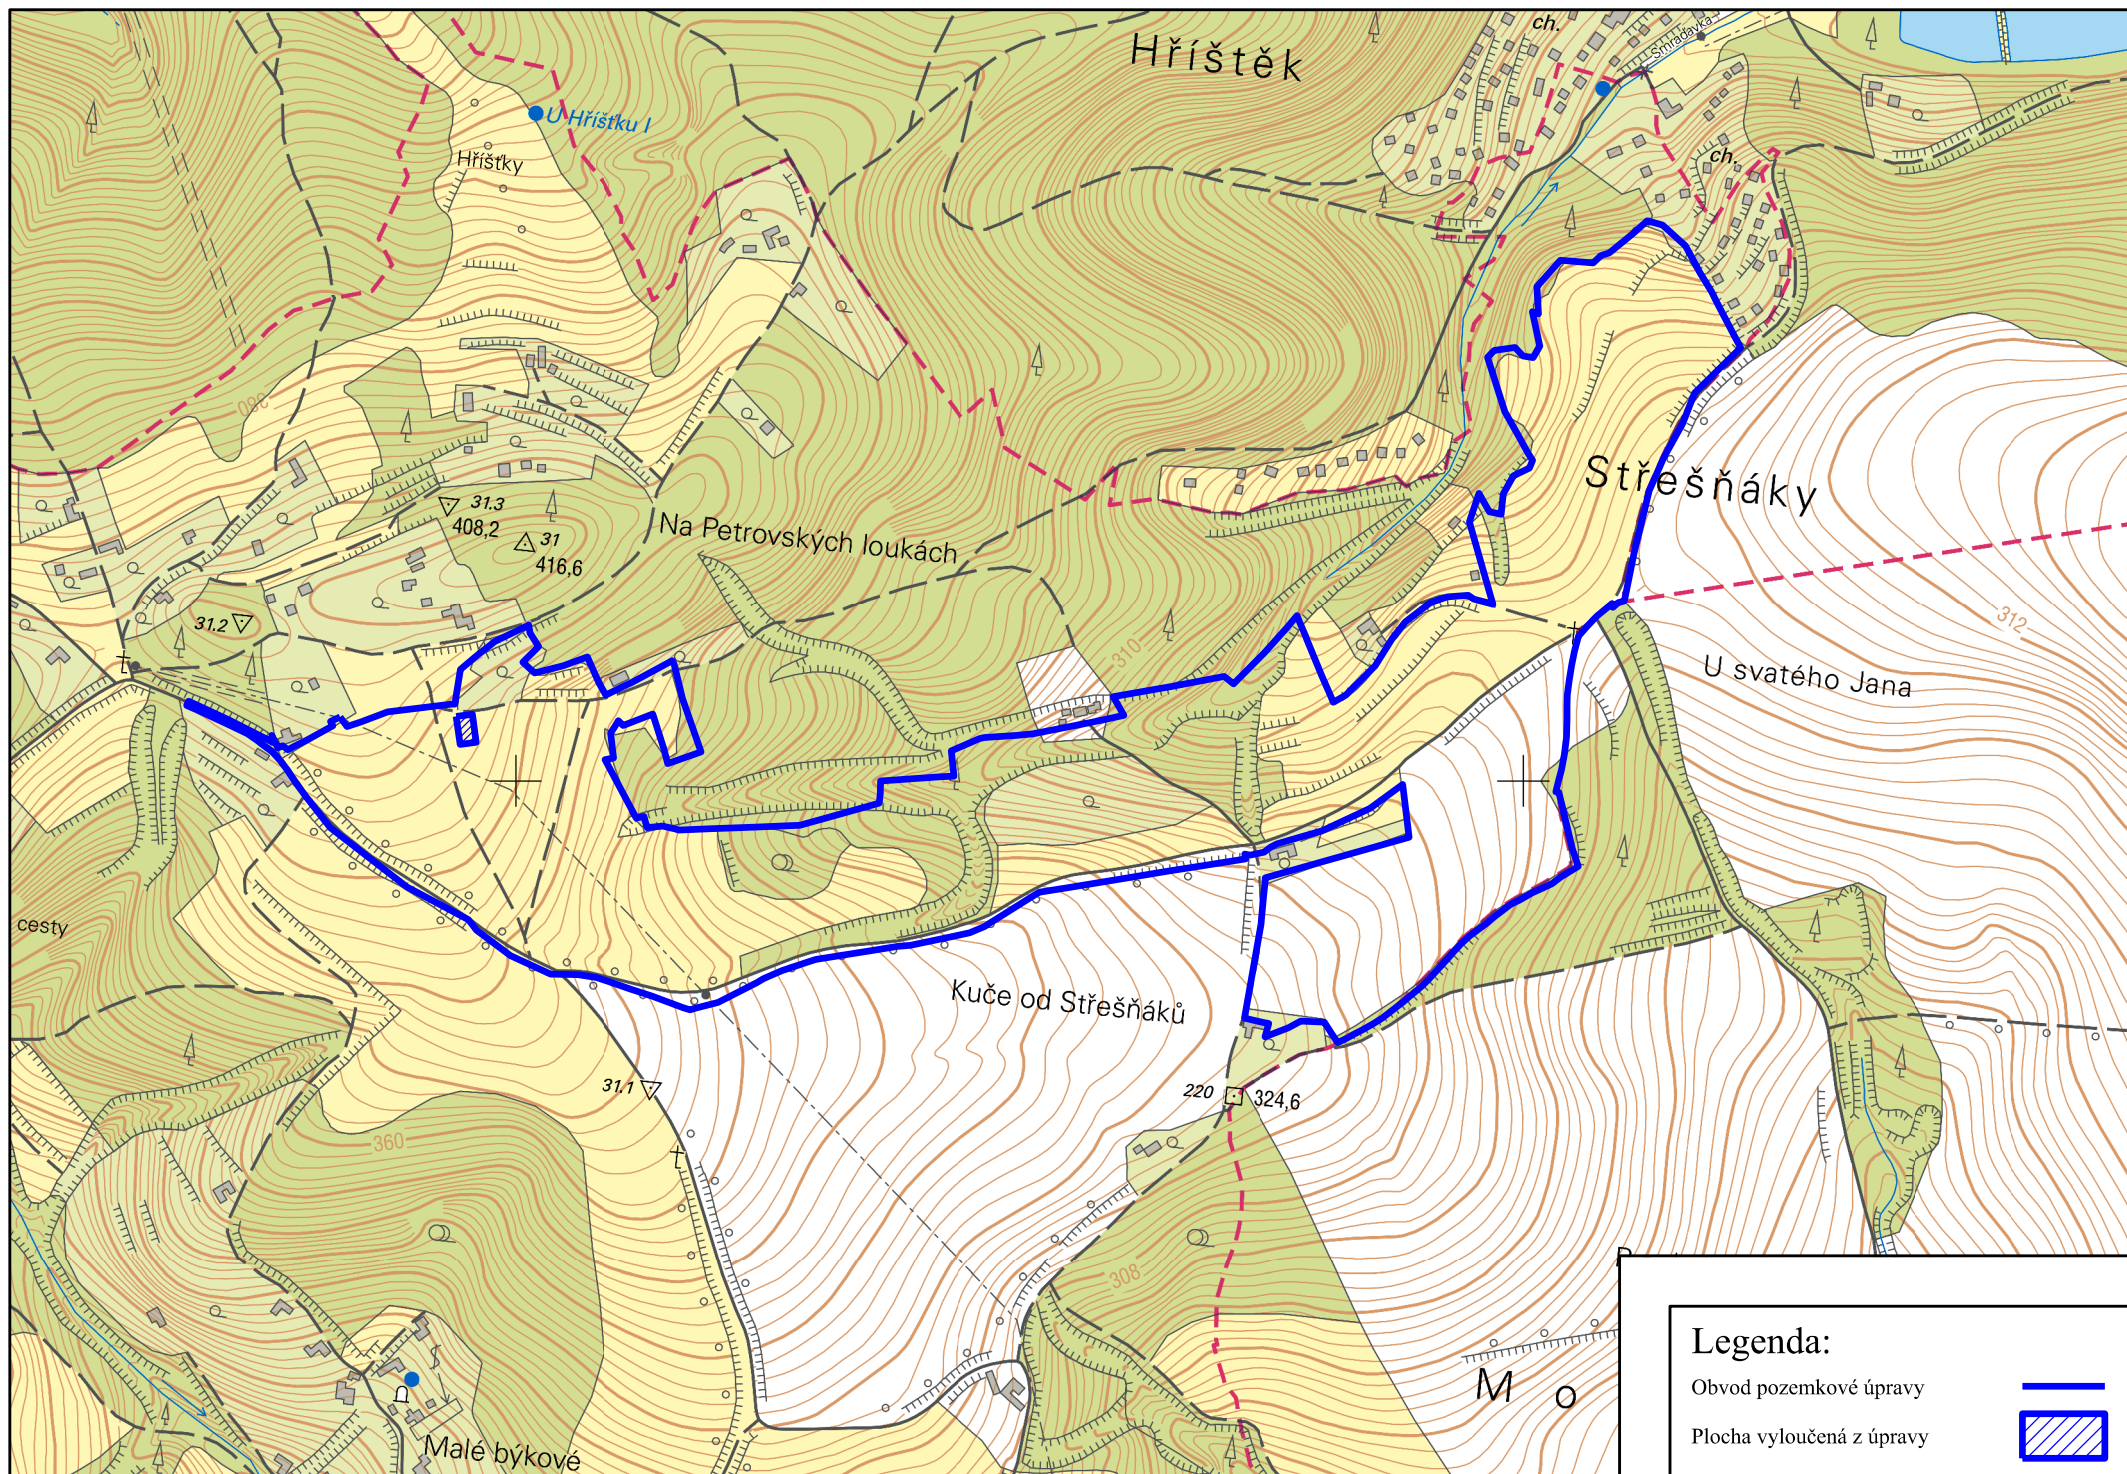 Hříštěk
ch.
Smradavka
U Hříštku I
Hříštky
ch.
380
Střešňáky
31.3
408,2
31
416,6
Na Petrovských loukách
31.2
312
310
U svatého Jana
cesty
Kuče od Střešňáků
31.1
220
324,6
360
308
M o
Malé býkové
Legenda:
Obvod pozemkové úpravy
Plocha vyloučená z úpravy